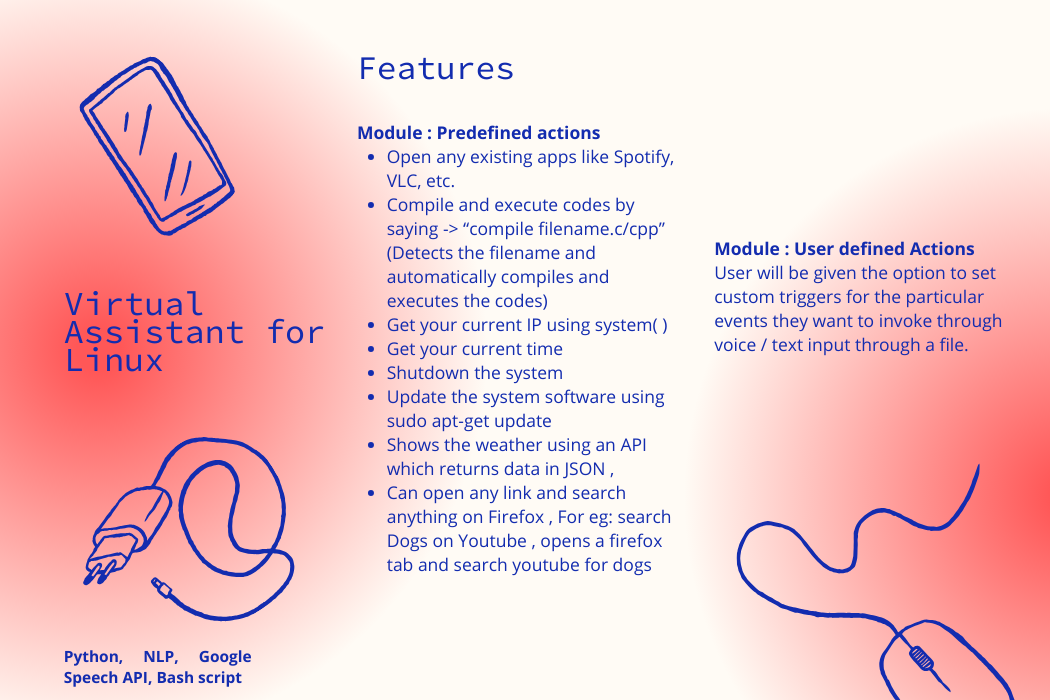 Virtual
Assistant for
Linux
Python, NLP, Google
Speech API, Bash script
Features
Module : Predefined actions
• Open any existing apps like Spotify,
VLC, etc.
• Compile and execute codes by
saying -> “compile filename.c/cpp”
(Detects the filename and
automatically compiles and
executes the codes)
• Get your current IP using system( )
• Get your current time
• Shutdown the system
• Update the system software using
sudo apt-get update
• Shows the weather using an API
which returns data in JSON ,
• Can open any link and search
anything on Firefox , For eg: search
Dogs on Youtube , opens a firefox
tab and search youtube for dogs
Module : User defined Actions
User will be given the option to set
custom triggers for the particular
events they want to invoke through
voice / text input through a file.